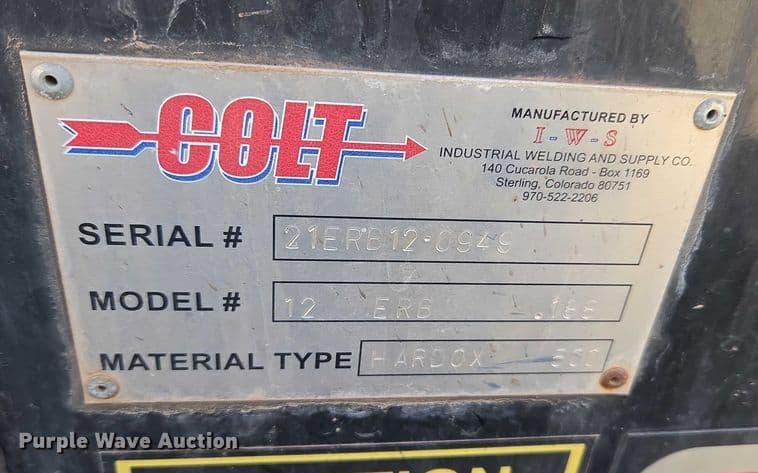 COLT
MANUFACTURED BY
I-W-S
INDUSTRIAL WELDING AND SUPPLY CO.
140 Cucarola Road - Box 1169
Sterling, Colorado 80751
970-522-2206
SERIAL # 21ERB12-0949
MODEL # 12 ERB .188
MATERIAL TYPE HARDOX
Purple Wave Auction